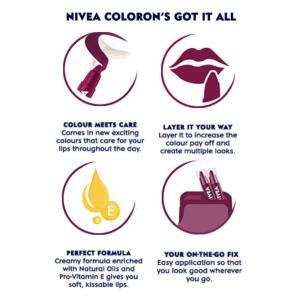 NIVEA COLORON'S GOT IT ALL
COLOUR MEETS CARE
Comes in new exciting
colours that care for your
lips throughout the day.
LAYER IT YOUR WAY
Layer it to increase the
colour pay off and
create multiple looks.
E
PERFECT FORMULA
Creamy formula enriched
with Natural Oils and
Pro-Vitamin E gives you
soft, kissable lips.
YOUR ON-THE-GO FIX
Easy application so that
you look good wherever
you go.